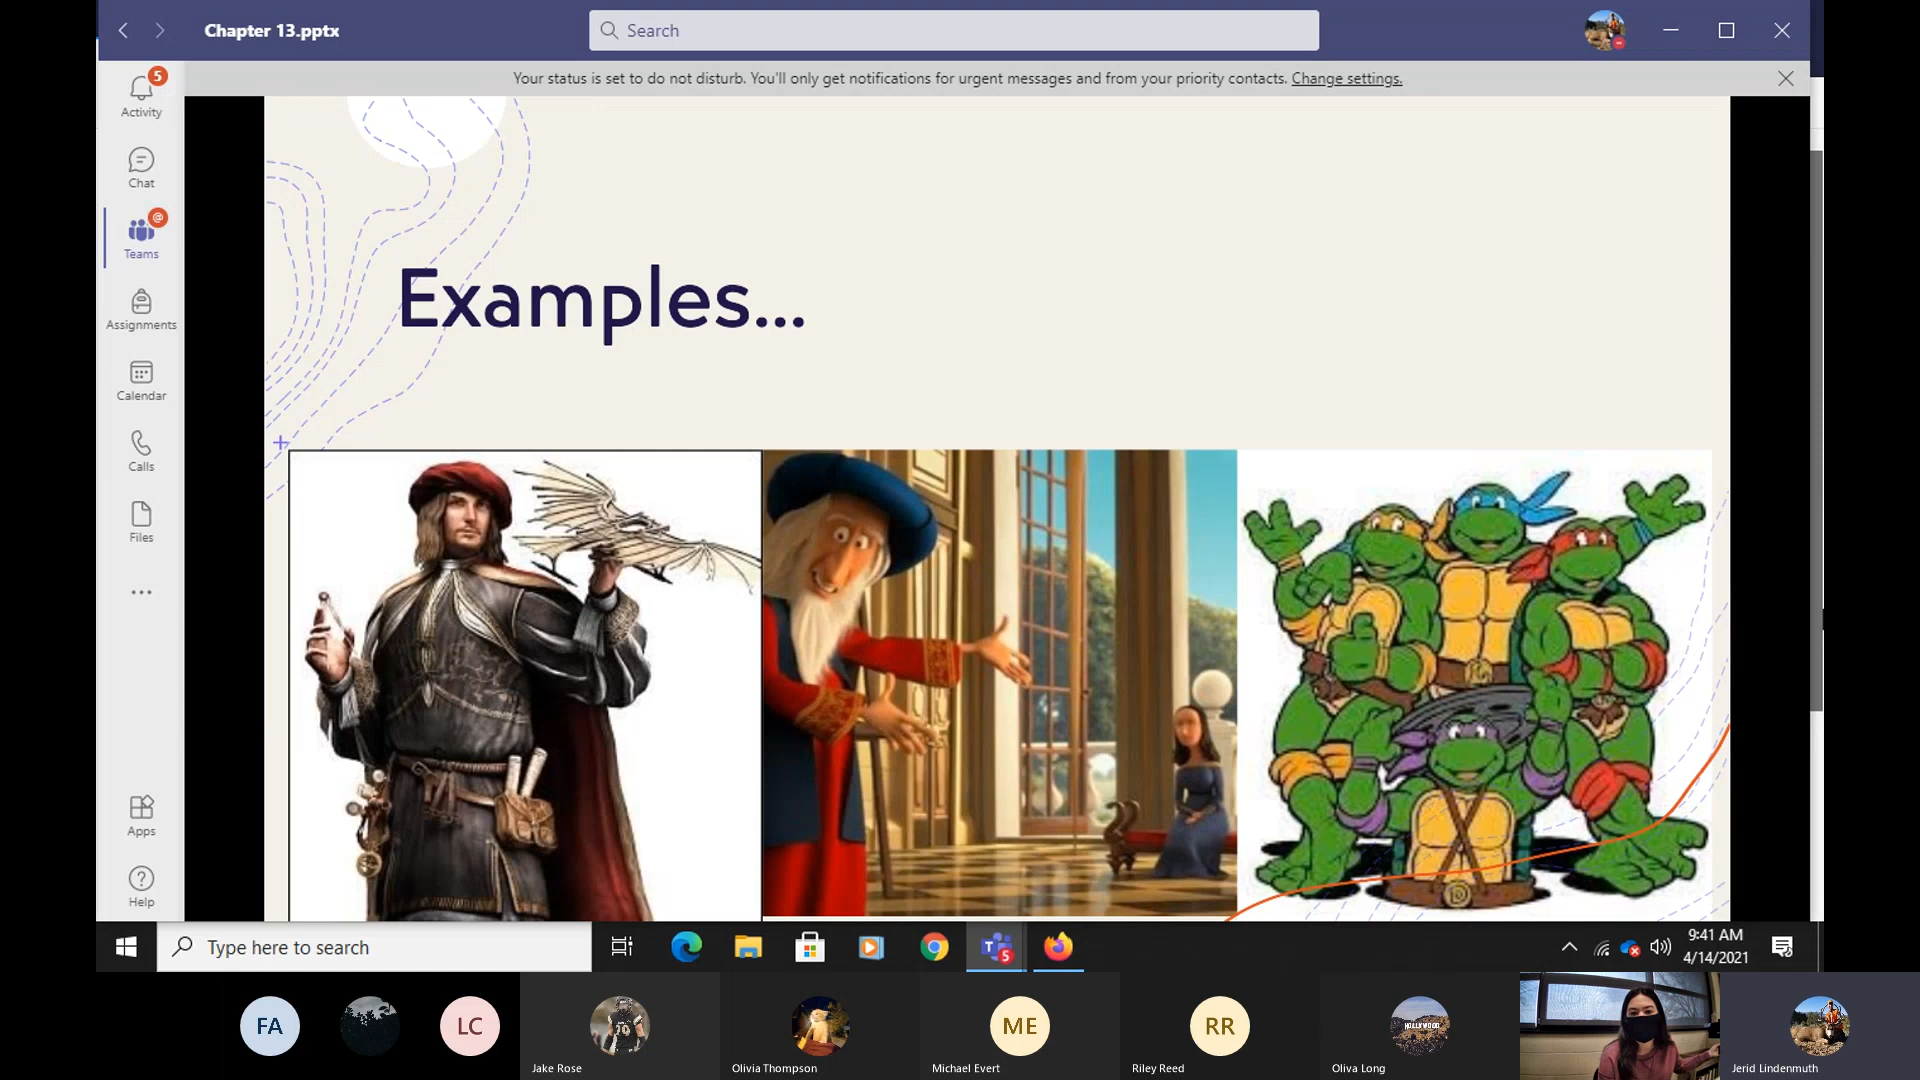 Chapter 13.pptx
Search
Your status is set to do not disturb. You'll only get notifications for urgent messages and from your priority contacts. Change settings.
5
Activity
Chat
@
Teams
Assignments
Calendar
Calls
Files
Apps
Help
Examples...
D
Type here to search
T
5
9:41 AM
4/14/2021
FA
LC
ME
RR
HOLLYWOOD
Jake Rose
Olivia Thompson
Michael Evert
Riley Reed
Oliva Long
Jerid Lindenmuth